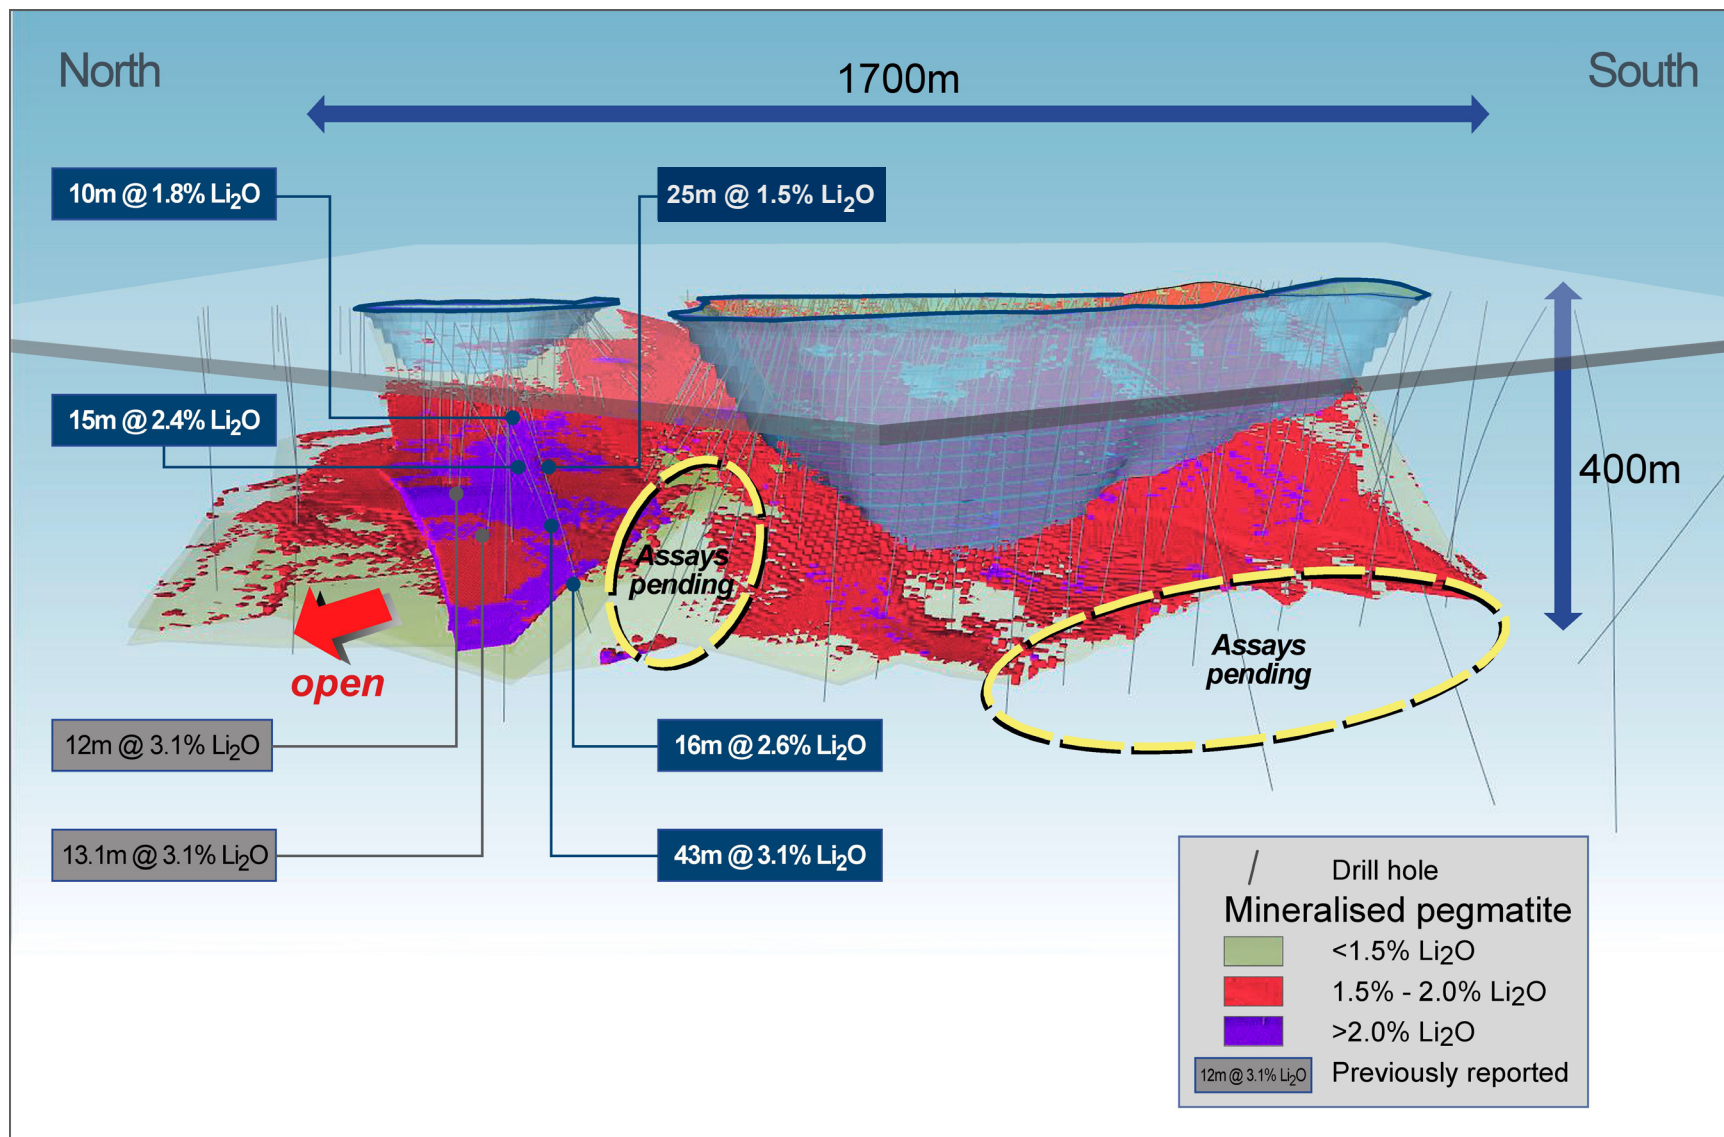 North
1700m
South
10m @ 1.8% Li₂O
25m @ 1.5% Li₂O
15m @ 2.4% Li₂O
400m
Assays
pending
Assays
pending
open
12m @ 3.1% Li₂O
16m @ 2.6% Li₂O
13.1m @ 3.1% Li₂O
43m @ 3.1% Li₂O
Drill hole
Mineralised pegmatite
<1.5% Li₂O
1.5% - 2.0% Li₂O
>2.0% Li₂O
12m @ 3.1% Li₂O Previously reported